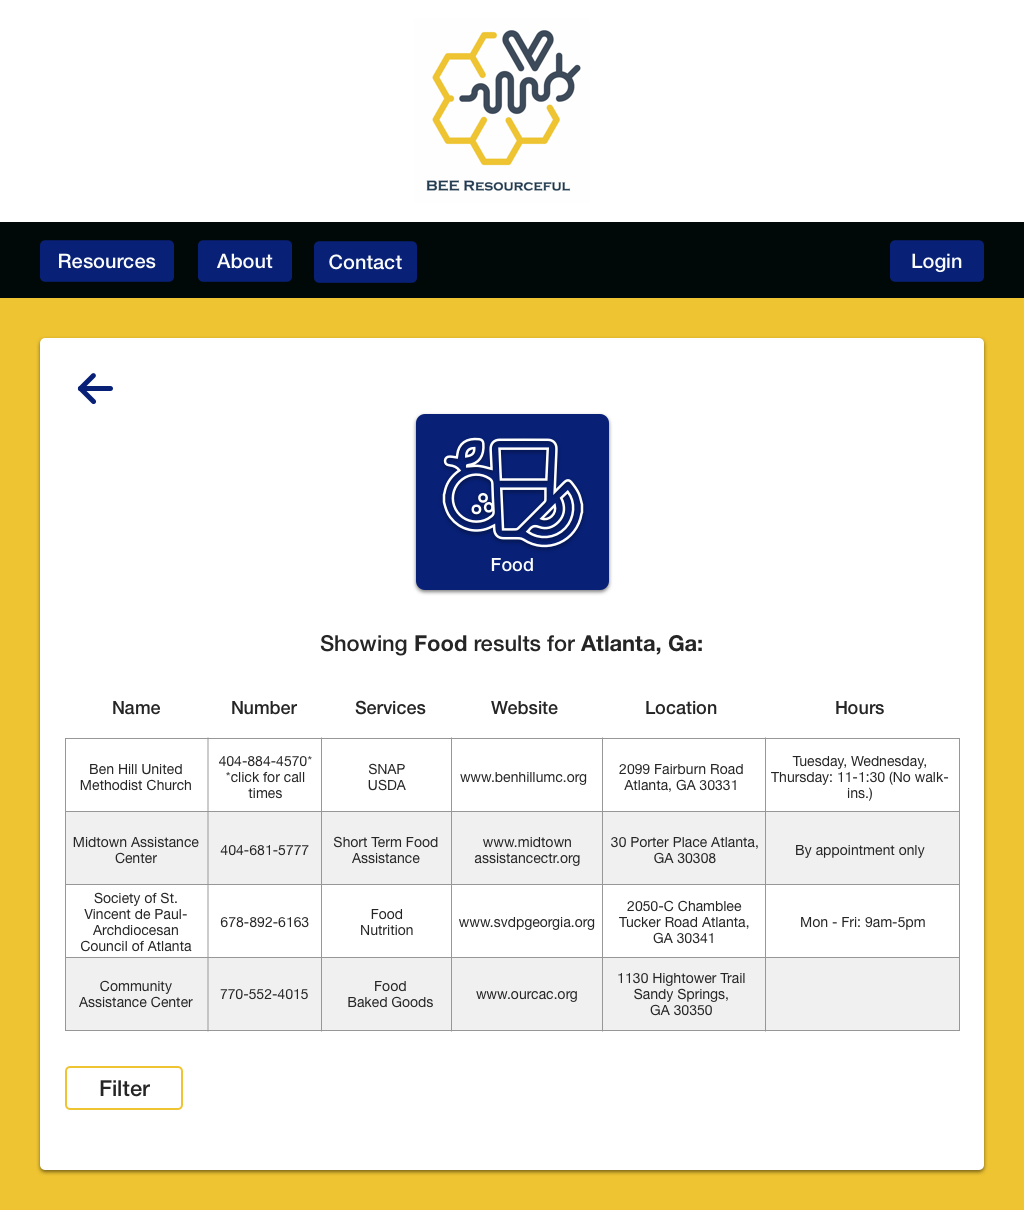 BEE Resourceful
Resources
About
Contact
Login
Food
Showing Food results for Atlanta, Ga:
Name
Number
Services
Website
Location
Hours
Ben Hill United
Methodist Church
404-884-4570*
*click for call
times
SNAP
USDA
www.benhillumc.org
2099 Fairburn Road
Atlanta, GA 30331
Tuesday, Wednesday,
Thursday: 11-1:30 (No walk-
ins.)
Midtown Assistance
Center
404-681-5777
Short Term Food
Assistance
www.midtown
assistancectr.org
30 Porter Place Atlanta,
GA 30308
By appointment only
Society of St.
Vincent de Paul-
Archdiocesan
Council of Atlanta
678-892-6163
Food
Nutrition
www.svdpgeorgia.org
2050-C Chamblee
Tucker Road Atlanta,
GA 30341
Mon - Fri: 9am-5pm
Community
Assistance Center
770-552-4015
Food
Baked Goods
www.ourcac.org
1130 Hightower Trail
Sandy Springs,
GA 30350
Filter